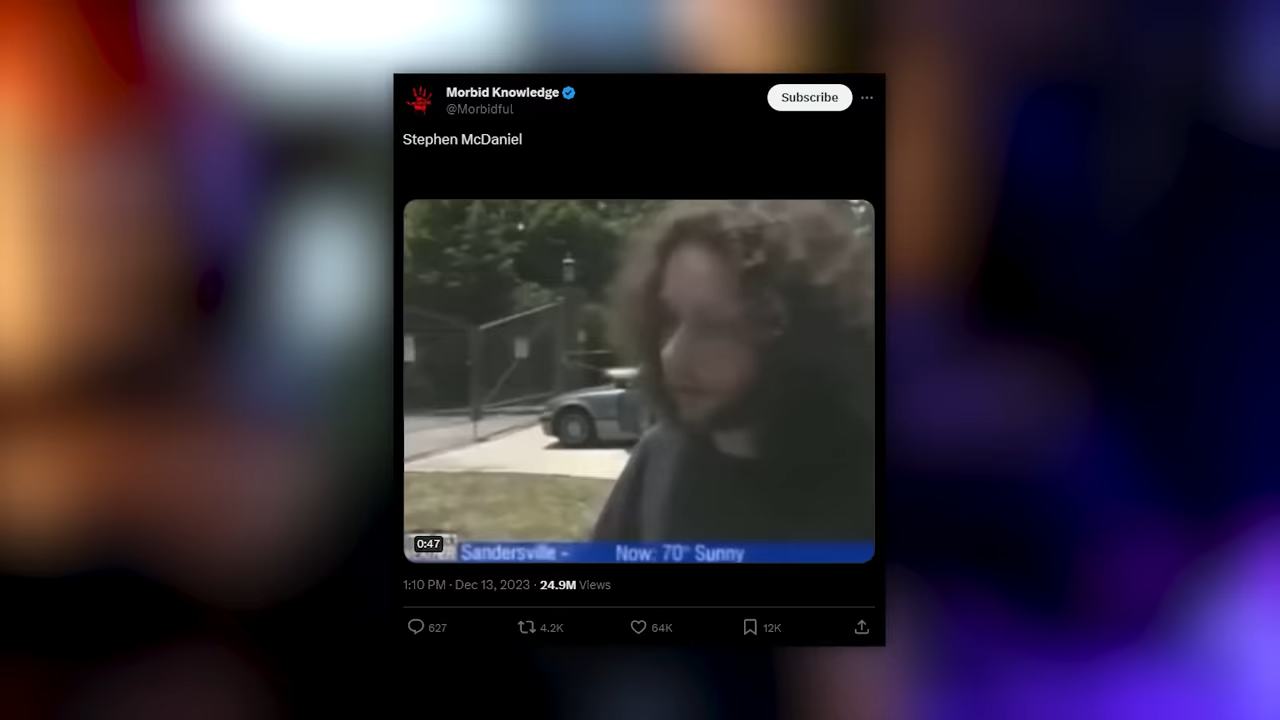 Morbid Knowledge
@Morbidful
Subscribe
Stephen McDaniel
0:47
Sandersville - Now: 70° Sunny
1:10 PM · Dec 13, 2023 · 24.9M Views
627 4.2K 64K 12K